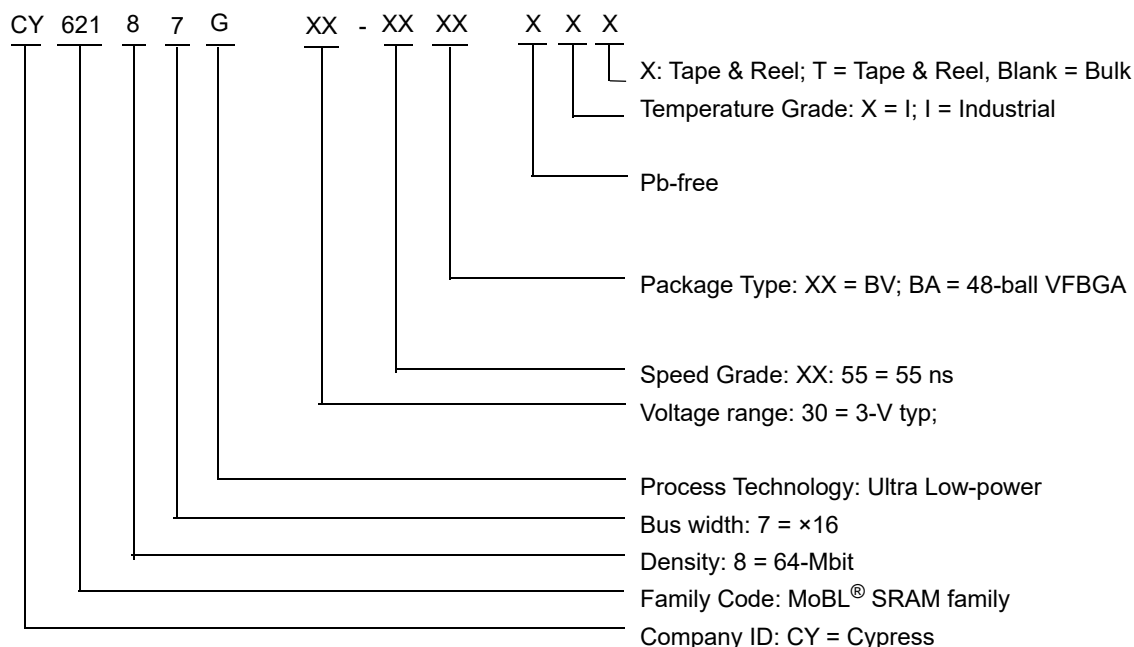 CY 621 8 7 G XX - XX XX X X X
X: Tape & Reel; T = Tape & Reel, Blank = Bulk
Temperature Grade: X = I; I = Industrial
Pb-free
Package Type: XX = BV; BA = 48-ball VFBGA
Speed Grade: XX: 55 = 55 ns
Voltage range: 30 = 3-V typ;
Process Technology: Ultra Low-power
Bus width: 7 = ×16
Density: 8 = 64-Mbit
Family Code: MoBL® SRAM family
Company ID: CY = Cypress